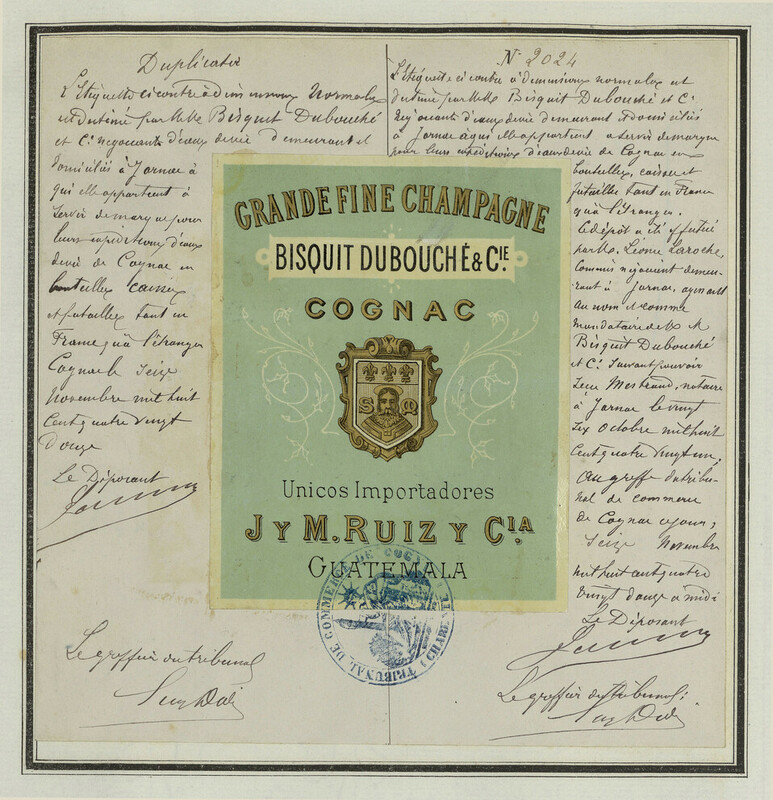 Duplicata
L'Etiquette ci contre à dimensions normales
est destinée par M.M. Bisquit Dubouché
et Cie négociants d'eaux de vie demeurant et
domiciliés à Jarnac à
qui elle appartient à
servir de marque pour
leurs expéditions d'eaux
de vie de Cognac en
bouteilles caisses
et futailles tant en
France qu'à l'étranger
Cognac le Seize
Novembre mil huit
cent quatre vingt
douze
Le Déposant
Le greffier du tribunal
N° 2024
L'Etiquette ci contre à dimensions normales est
destinée par M.M. Bisquit Dubouché et Cie
négociants d'eaux de vie demeurant et domiciliés
à Jarnac à qui elle appartient à servir de marque
pour leurs expéditions d'eaux de vie de Cognac en
bouteilles, caisses et
futailles tant en France
qu'à l'étranger.
Ce dépôt a été effectué
par M. Léonce Laroche,
Commis négociant demeu-
rant à Jarnac, agissant
au nom et comme
mandataire de M. M
Bisquit Dubouché
et Cie suivant pouvoir
reçu Mestreau, notaire
à Jarnac le vingt
six octobre mil huit
cent quatre vingt un,
au greffe du tribu-
nal de commerce
de Cognac ce jour,
Seize Novembre
mil huit cent quatre
vingt douze à midi
Le Déposant
Le greffier du tribunal:
GRANDE FINE CHAMPAGNE
BISQUIT DUBOUCHÉ & CIE.
COGNAC
S M
Unicos Importadores
J Y M. RUIZ Y CIA.
GUATEMALA
TRIBUNAL DE COMMERCE DE COGNAC (CHARENTE)